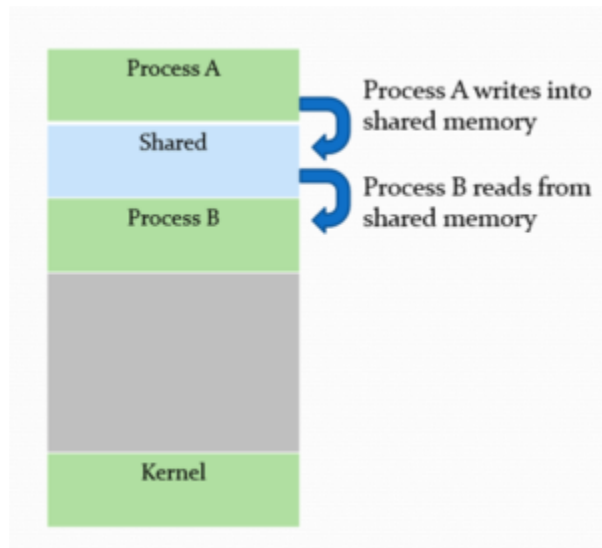 Process A
Process A writes into
shared memory
Shared
Process B reads from
shared memory
Process B
Kernel